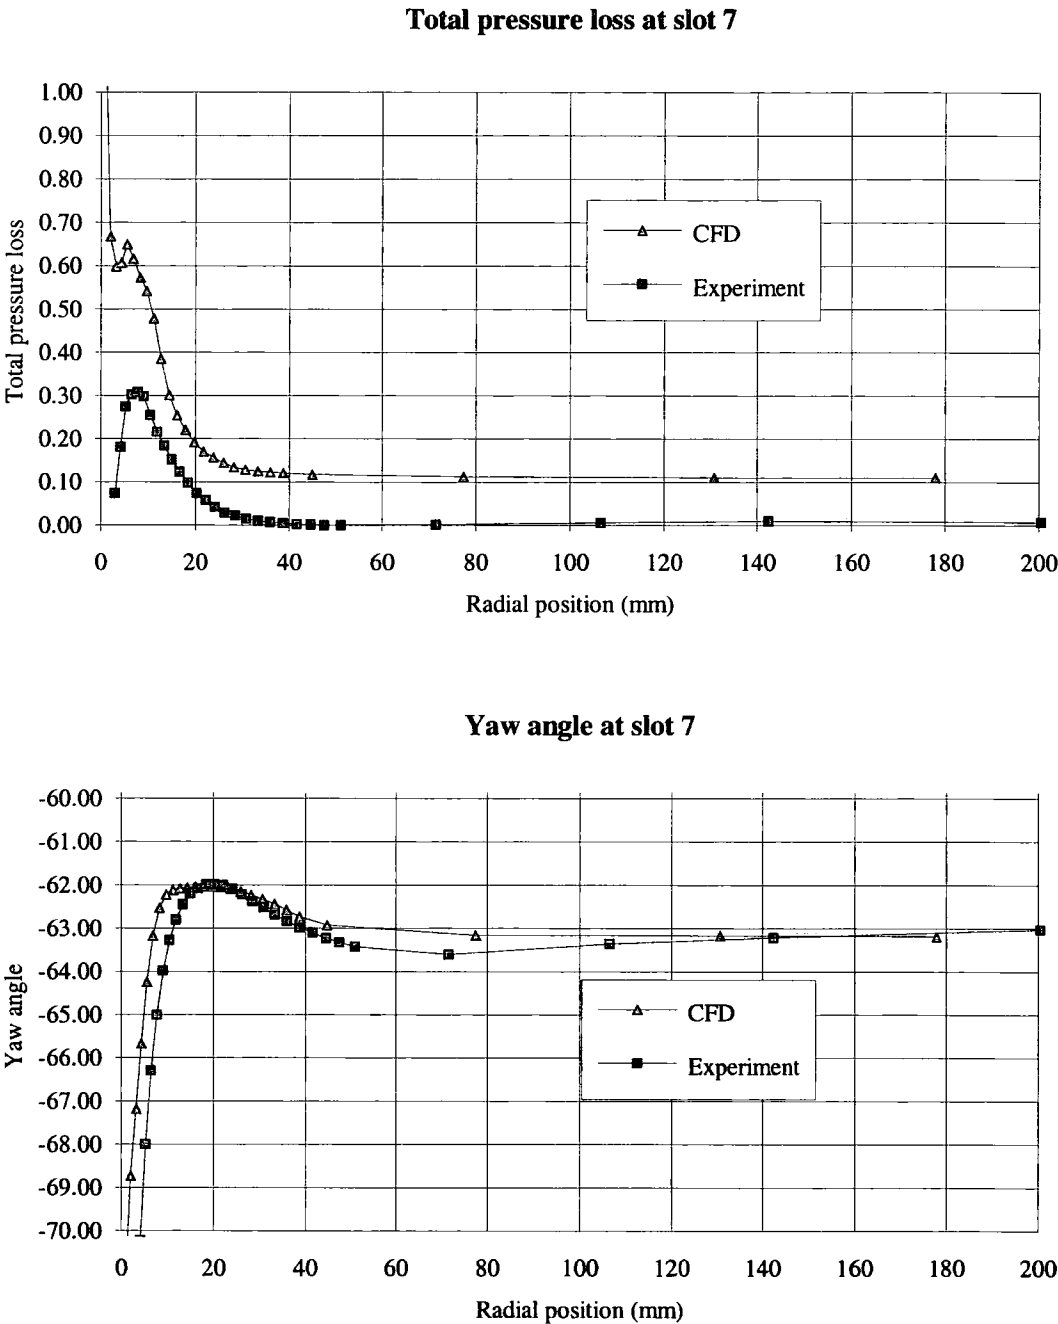 Total pressure loss at slot 7
1.00
0.90
0.80
0.70
0.60
0.50
0.40
0.30
0.20
0.10
0.00
Total pressure loss
CFD
Experiment
0 20 40 60 80 100 120 140 160 180 200
Radial position (mm)
Yaw angle at slot 7
-60.00
-61.00
-62.00
-63.00
-64.00
-65.00
-66.00
-67.00
-68.00
-69.00
-70.00
Yaw angle
CFD
Experiment
0 20 40 60 80 100 120 140 160 180 200
Radial position (mm)